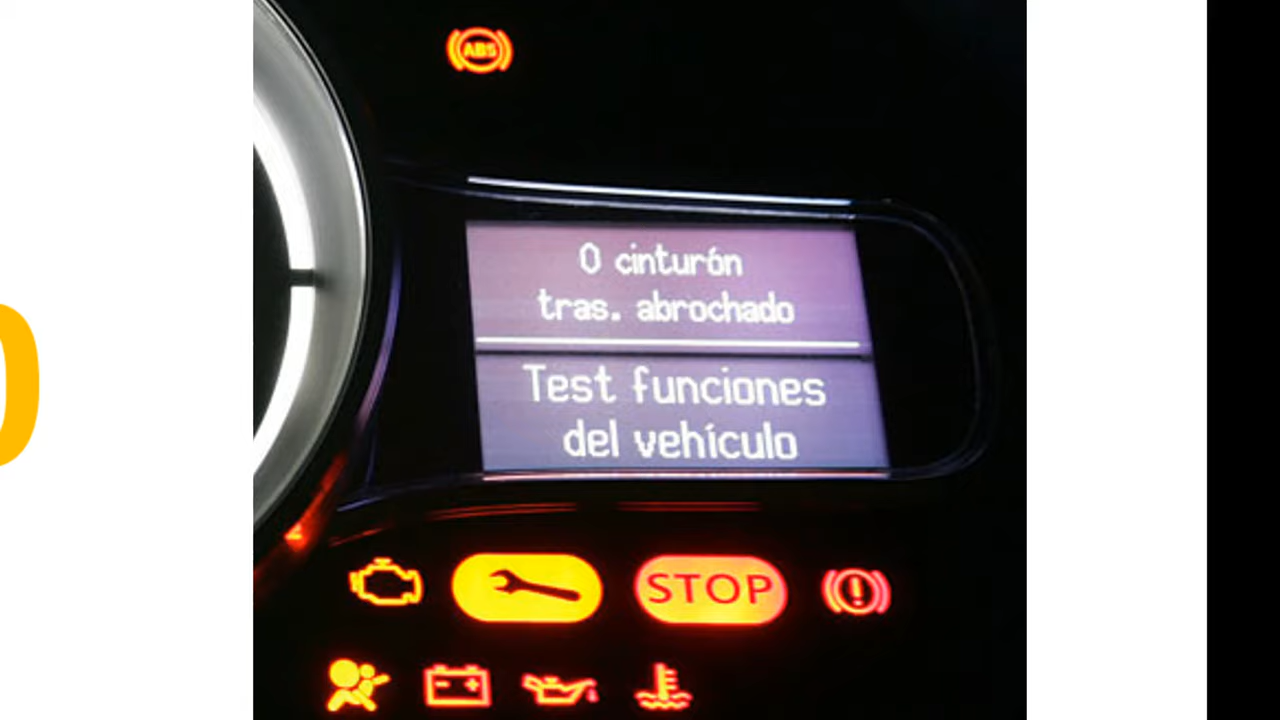 ABS
0 cinturón
tras. abrochado
Test funciones
del vehículo
STOP